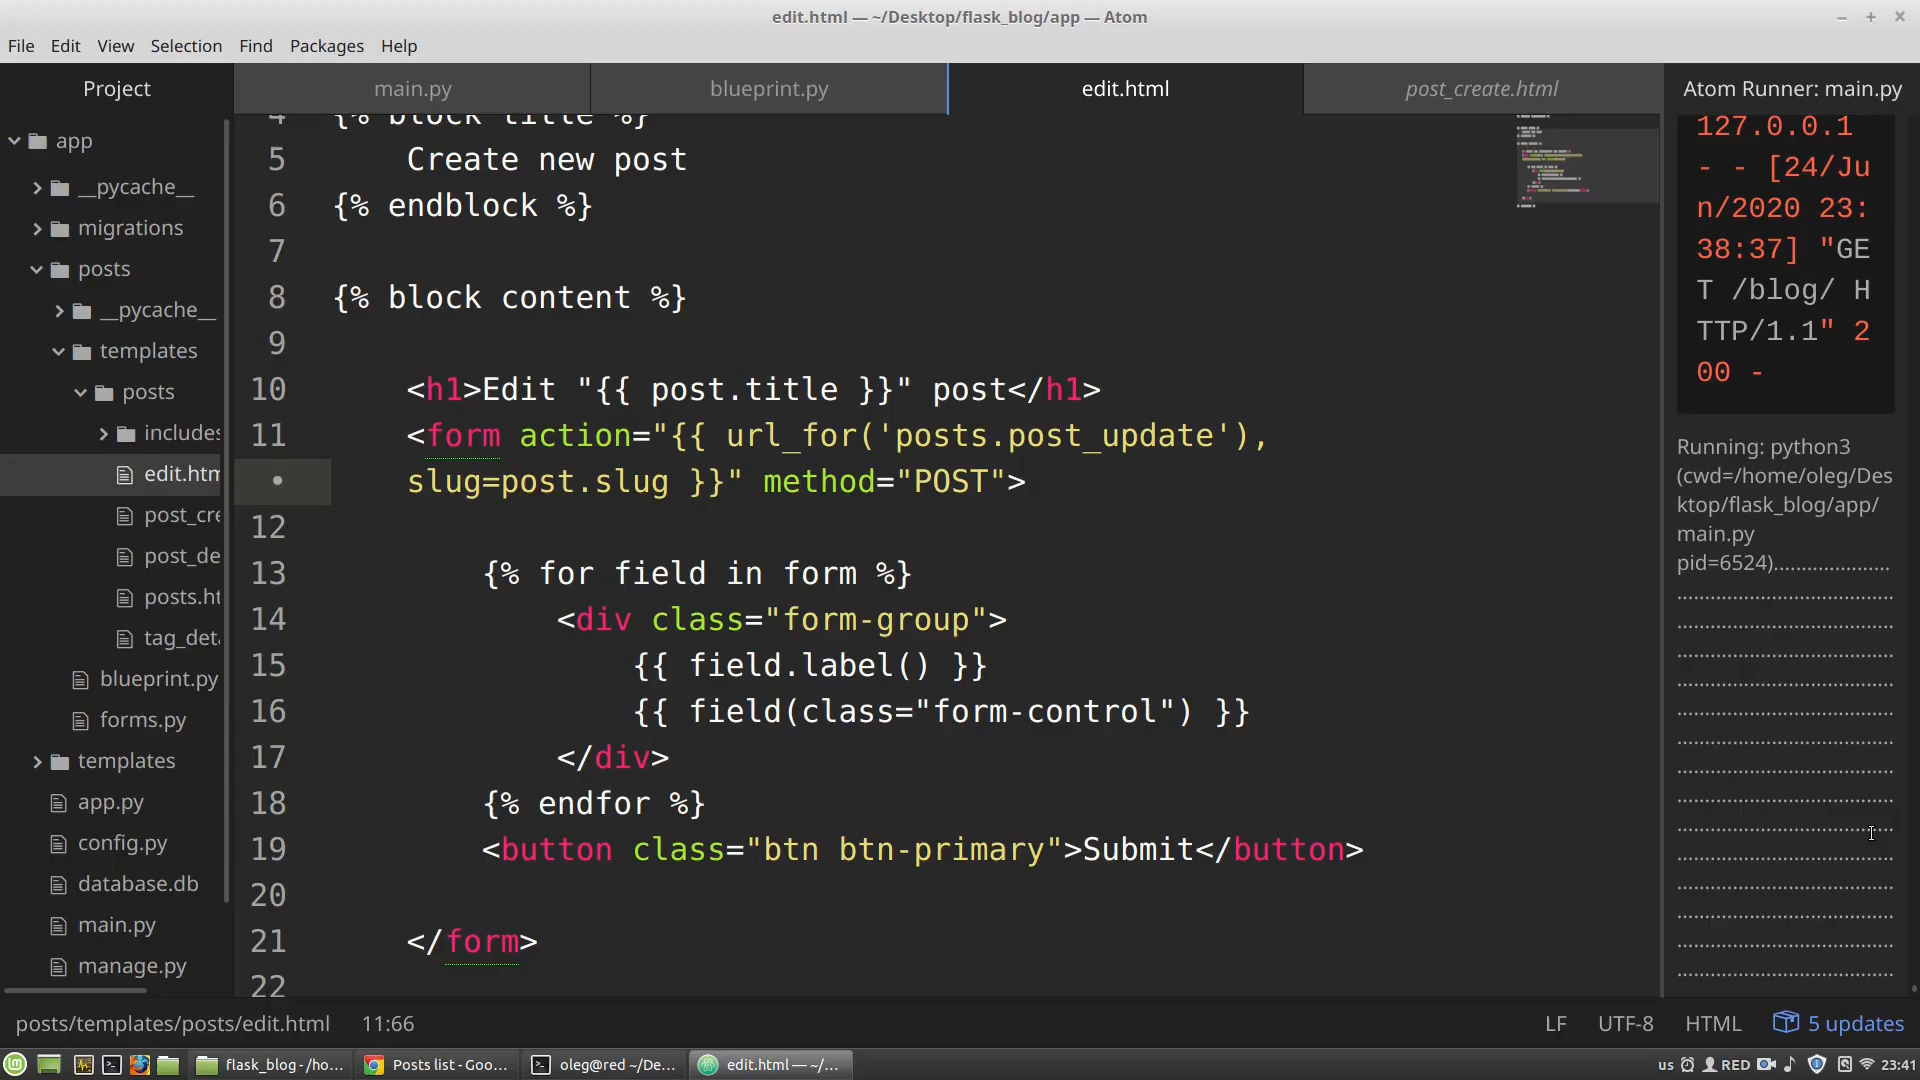 edit.html — ~/Desktop/flask_blog/app — Atom
File Edit View Selection Find Packages Help
Project
main.py
blueprint.py
edit.html
post_create.html
Atom Runner: main.py
app
__pycache__
migrations
posts
__pycache__
templates
posts
includes
edit.htm
post_cre
post_de
posts.ht
tag_deta
blueprint.py
forms.py
templates
app.py
config.py
database.db
main.py
manage.py
4 {% block title %}
5 Create new post
6 {% endblock %}
7
8 {% block content %}
9
10 <h1>Edit "{{ post.title }}" post</h1>
11 <form action="{{ url_for('posts.post_update'),
• slug=post.slug }}" method="POST">
12
13 {% for field in form %}
14 <div class="form-group">
15 {{ field.label() }}
16 {{ field(class="form-control") }}
17 </div>
18 {% endfor %}
19 <button class="btn btn-primary">Submit</button>
20
21 </form>
22
127.0.0.1
- - [24/Ju
n/2020 23:
38:37] "GE
T /blog/ H
TTP/1.1" 2
00 -
Running: python3
(cwd=/home/oleg/Des
ktop/flask_blog/app/
main.py
pid=6524)......................
posts/templates/posts/edit.html 11:66
LF UTF-8 HTML 5 updates
flask_blog - /ho...
Posts list - Goo...
oleg@red ~/De...
edit.html — ~/...
us RED 23:41